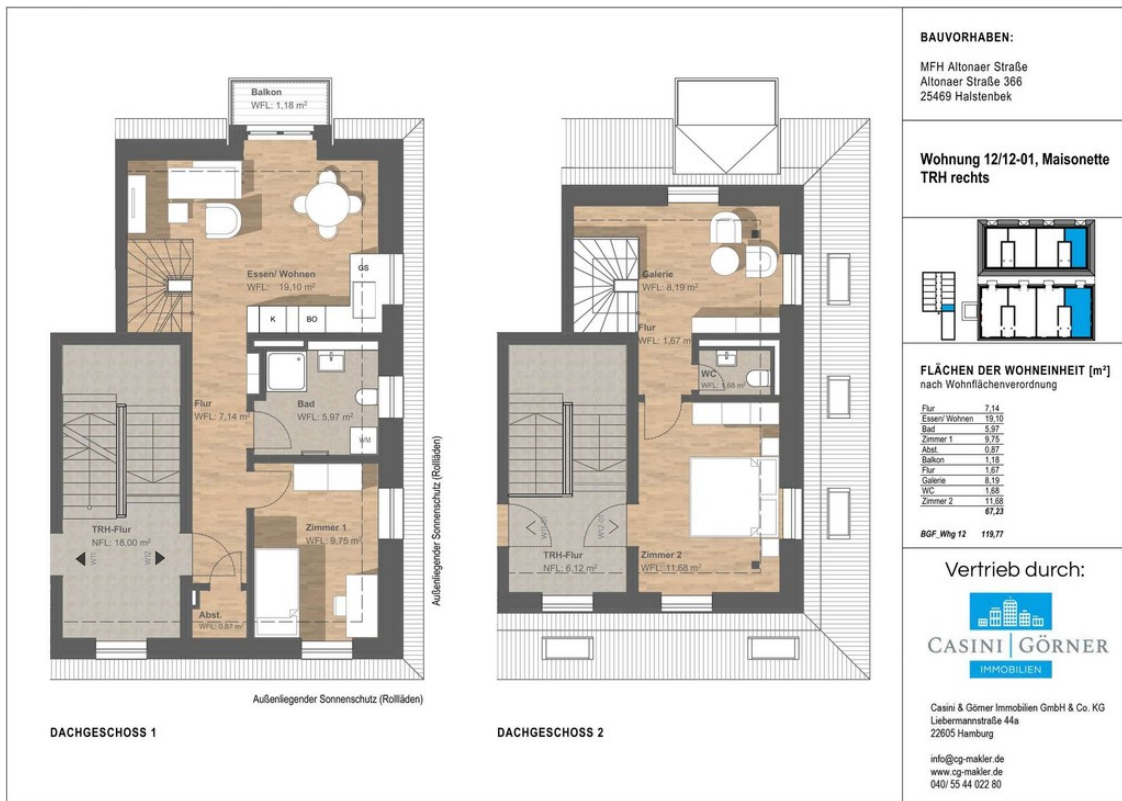 Balkon
WFL: 1,18 m²
Essen/ Wohnen
WFL: 19,10 m²
GS
K
BO
Flur
WFL: 7,14 m²
Bad
WFL: 5,97 m²
WM
TRH-Flur
NFL: 18,00 m²
W11
W12
Zimmer 1
WFL: 9,75 m²
Abst.
WFL: 0,87 m²
Außenliegender Sonnenschutz (Rollläden)
Außenliegender Sonnenschutz (Rollläden)
DACHGESCHOSS 1
Galerie
WFL: 8,19 m²
Flur
WFL: 1,67 m²
WC
WFL: 1,68 m²
TRH-Flur
NFL: 6,12 m²
Zimmer 2
WFL: 11,68 m²
DACHGESCHOSS 2
BAUVORHABEN:
MFH Altonaer Straße
Altonaer Straße 366
25469 Halstenbek
Wohnung 12/12-01, Maisonette
TRH rechts
FLÄCHEN DER WOHNEINHEIT [m²]
nach Wohnflächenverordnung
Flur 7,14
Essen/ Wohnen 19,10
Bad 5,97
Zimmer 1 9,75
Abst. 0,87
Balkon 1,18
Flur 1,67
Galerie 8,19
WC 1,68
Zimmer 2 11,68
67,23
BGF_Whg 12 119,77
Vertrieb durch:
CASINI GÖRNER
IMMOBILIEN
Casini & Görner Immobilien GmbH & Co. KG
Liebermannstraße 44a
22605 Hamburg
info@cg-makler.de
www.cg-makler.de
040/ 55 44 022 80